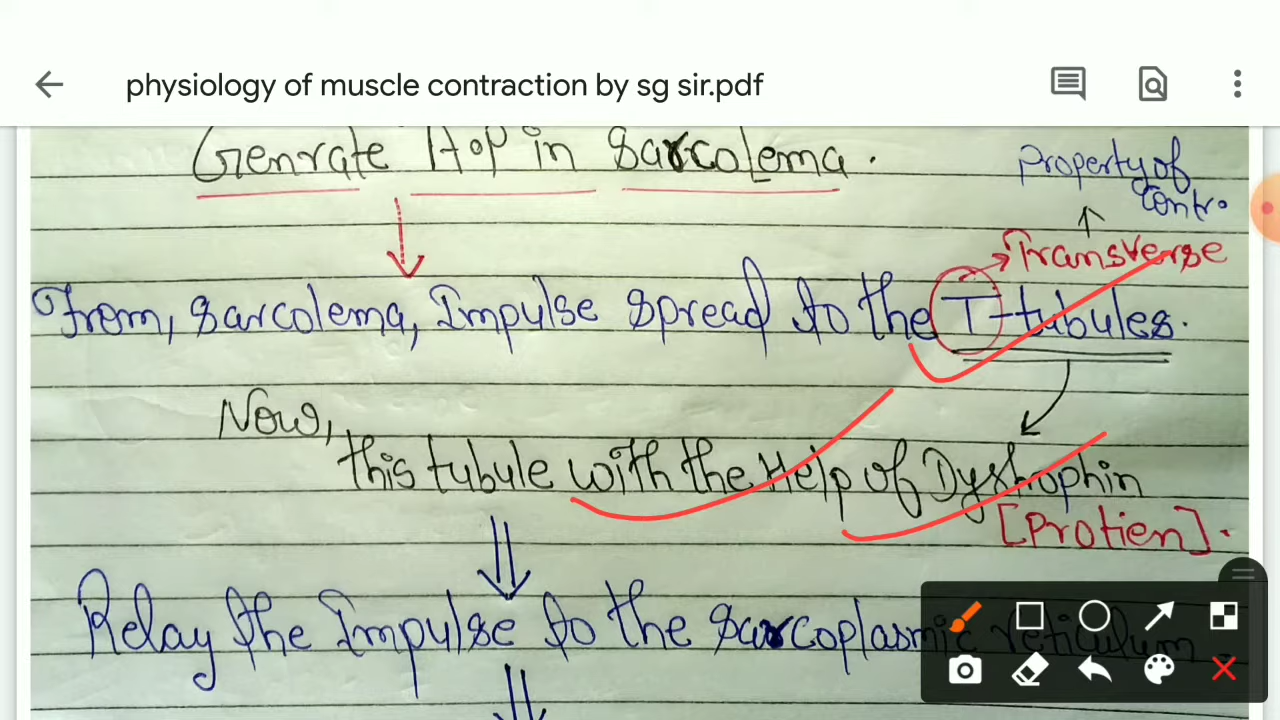 physiology of muscle contraction by sg sir.pdf
Genrate in Sarcolema.
Property of
Contr.
Transverse
From, Sarcolema, Impulse Spread to the T-tubules.
Now,
this tubule with the Help of Dystrophin
[Protien].
Relay the Impulse to the Sarcoplasmic reticulum.